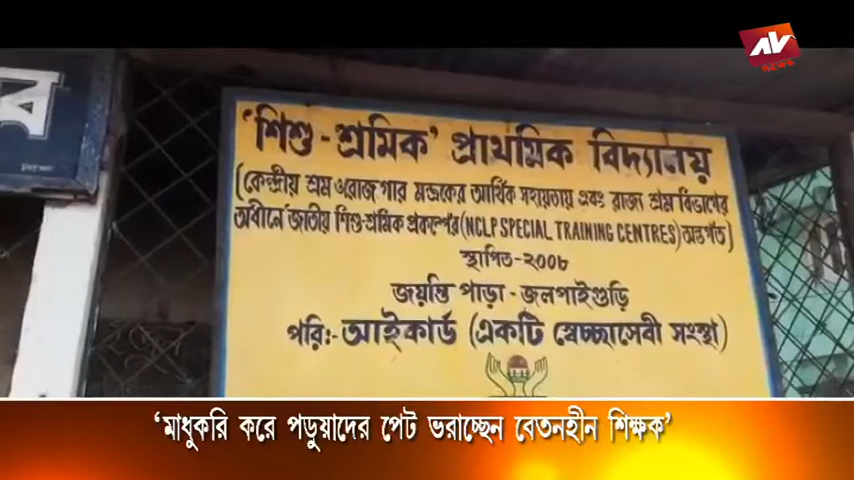 AV
NEWS
'শিশু-শ্রমিক' প্রাথমিক বিদ্যালয়
(কেন্দ্রীয় শ্রম ও রোজগার মন্ত্রকের আর্থিক সহায়তায় এবং রাজ্য শ্রম বিভাগের
অধীনে জাতীয় শিশু-শ্রমিক প্রকল্পের (NCLP SPECIAL TRAINING CENTRES) অন্তর্গত)
স্থাপিত-২০০৮
জয়ন্তি পাড়া - জলপাইগুড়ি
পরি:- আইকার্ড (একটি স্বেচ্ছাসেবী সংস্থা)
'মাধুকরি করে পড়ুয়াদের পেট ভরাচ্ছেন বেতনহীন শিক্ষক'